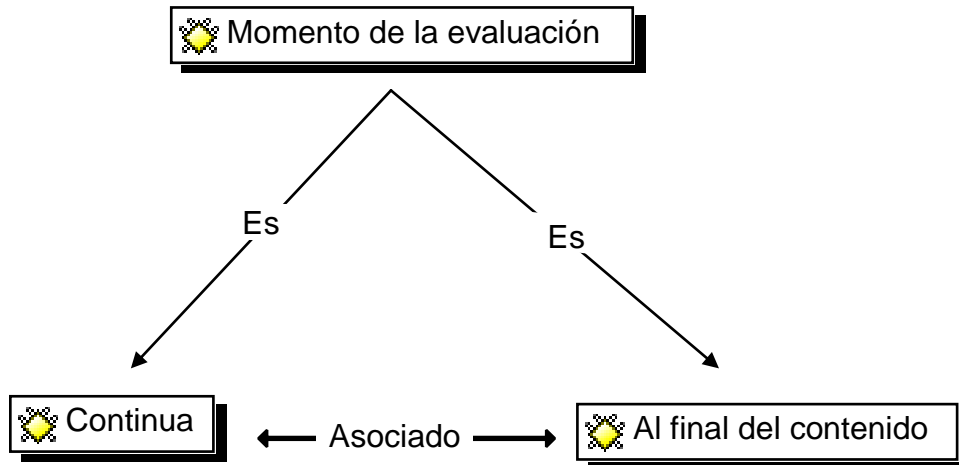 Momento de la evaluación
Es
Es
Continua
Asociado
Al final del contenido